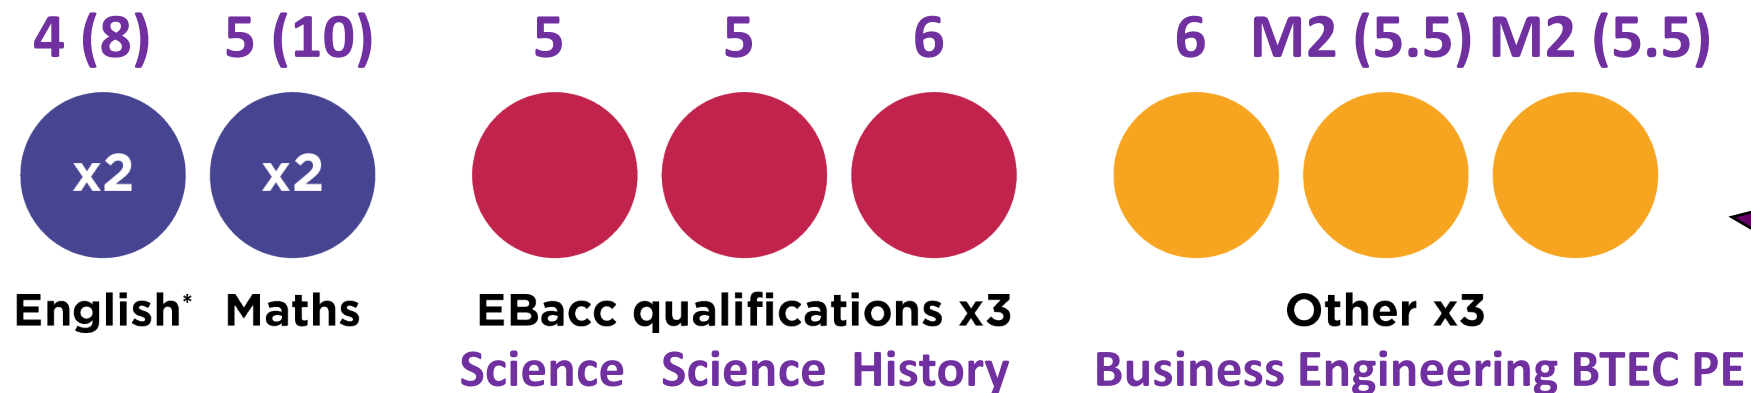 4 (8) 5 (10) 5 5 6 6 M2 (5.5) M2 (5.5)
x2 x2
English* Maths EBacc qualifications x3 Other x3
Science Science History Business Engineering BTEC PE